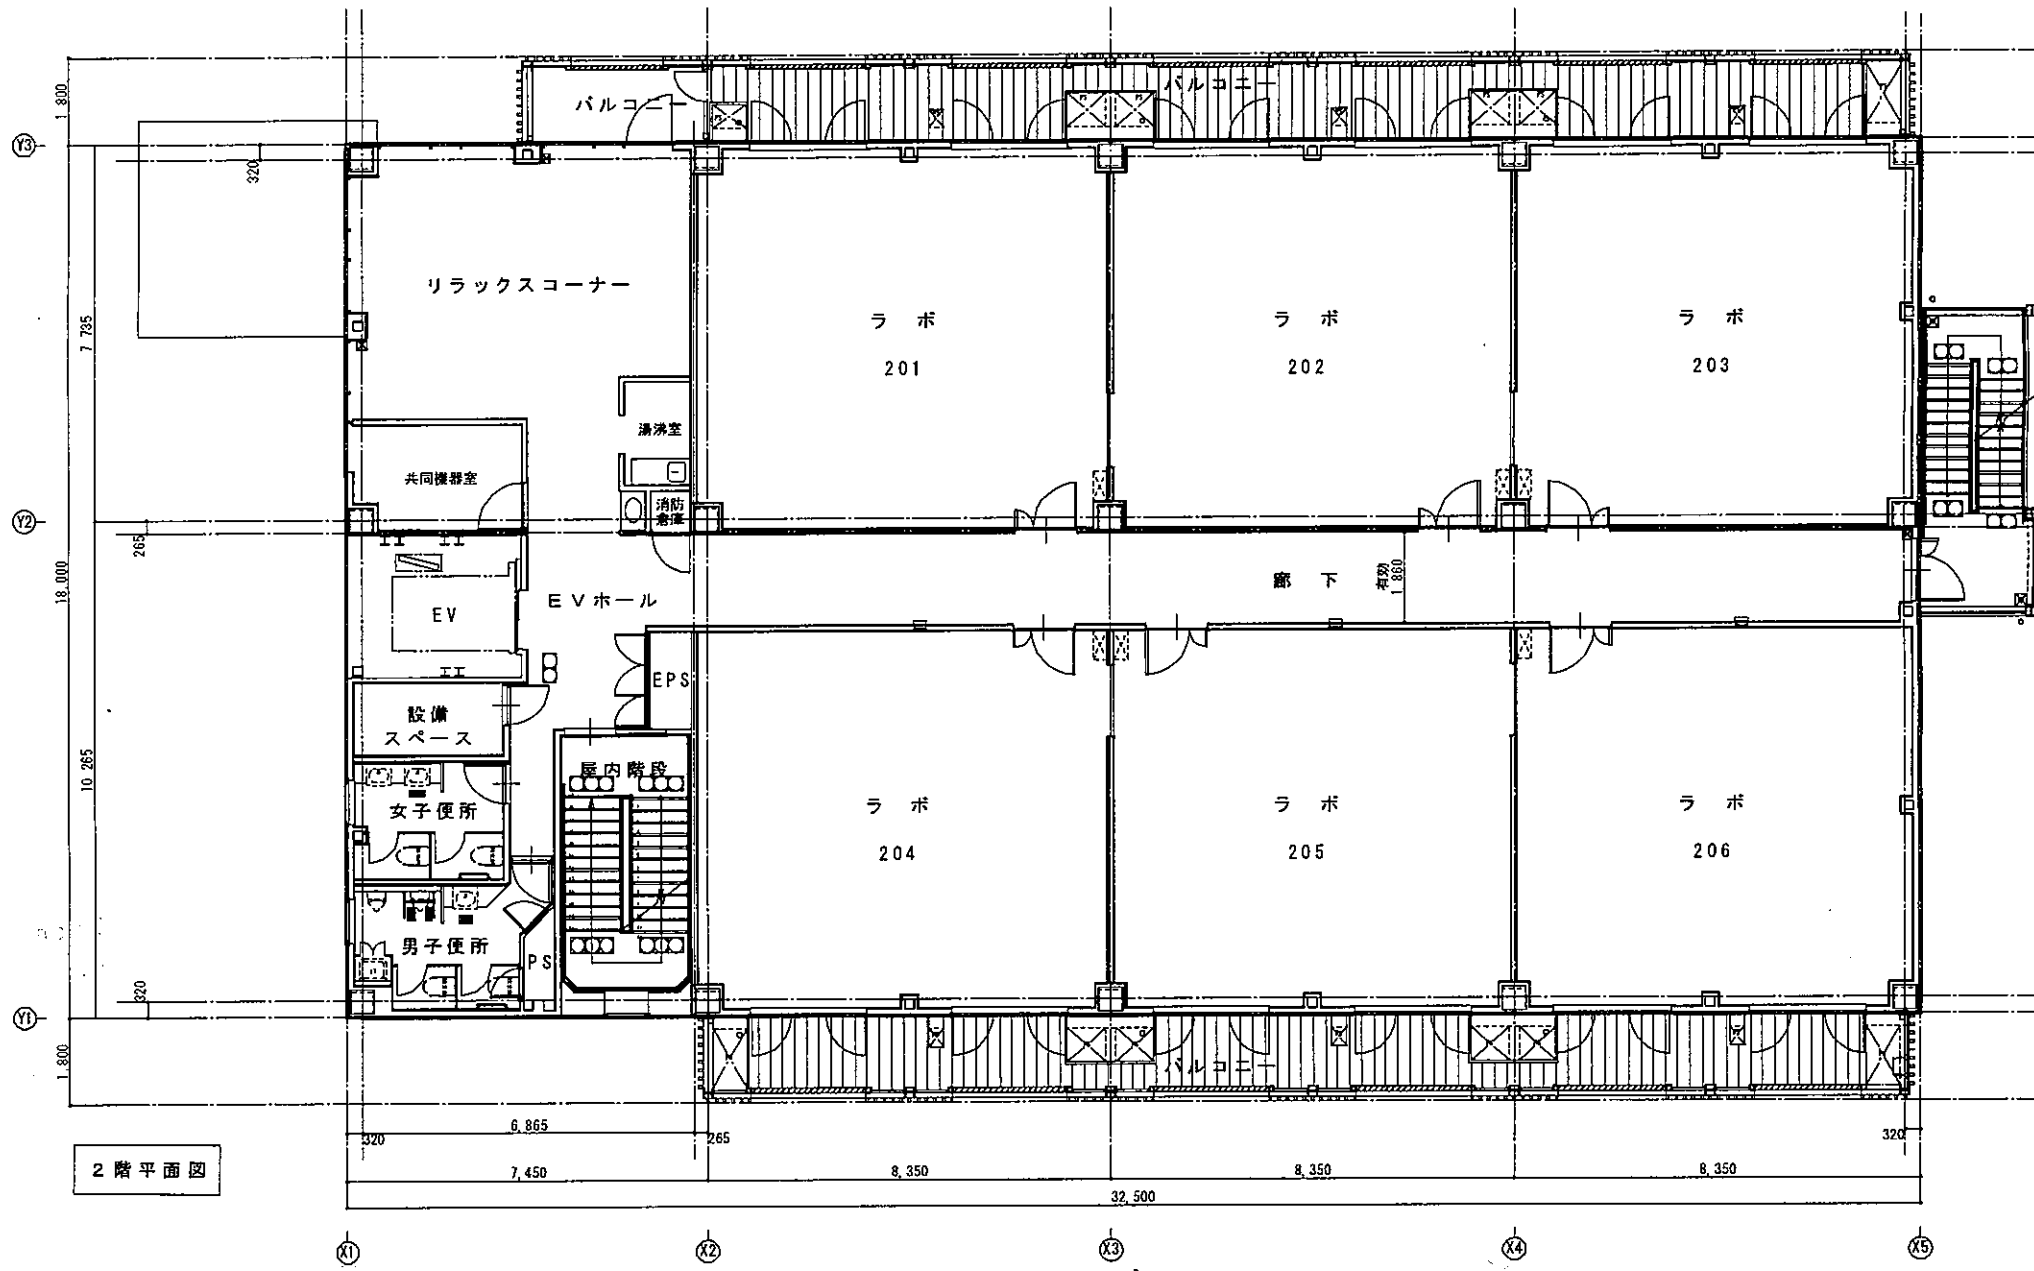 バルコニー
バルコニー
1,800
Y3
320
リラックスコーナー
ラボ
201
ラボ
202
ラボ
203
7,735
湯沸室
共同機器室
消防
倉庫
Y2
265
18,000
EV
EVホール
廊下
有効
1,860
EPS
設備
スペース
屋内階段
女子便所
ラボ
204
ラボ
205
ラボ
206
10,265
男子便所
PS
320
Y1
1,800
バルコニー
320
6,865
265
320
7,450
8,350
8,350
8,350
32,500
2階平面図
X1
X2
X3
X4
X5